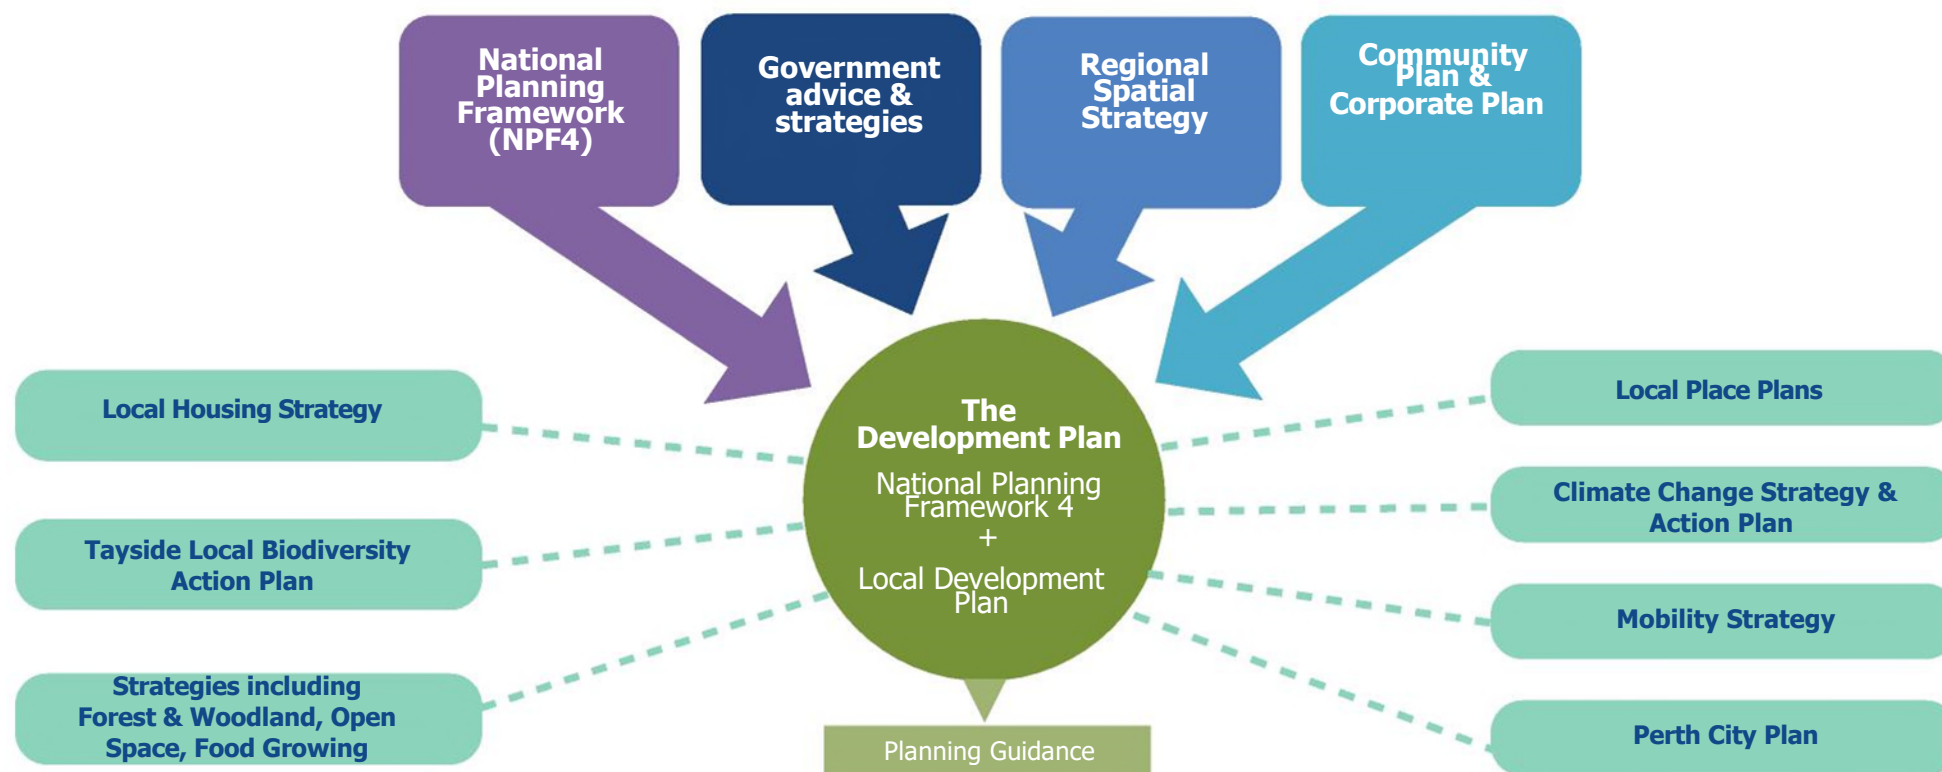 National
Planning
Framework
(NPF4)
Government
advice &
strategies
Regional
Spatial
Strategy
Community
Plan &
Corporate Plan
Local Housing Strategy
Tayside Local Biodiversity
Action Plan
Strategies including
Forest & Woodland, Open
Space, Food Growing
The
Development Plan
National Planning
Framework 4
+
Local Development
Plan
Planning Guidance
Local Place Plans
Climate Change Strategy &
Action Plan
Mobility Strategy
Perth City Plan